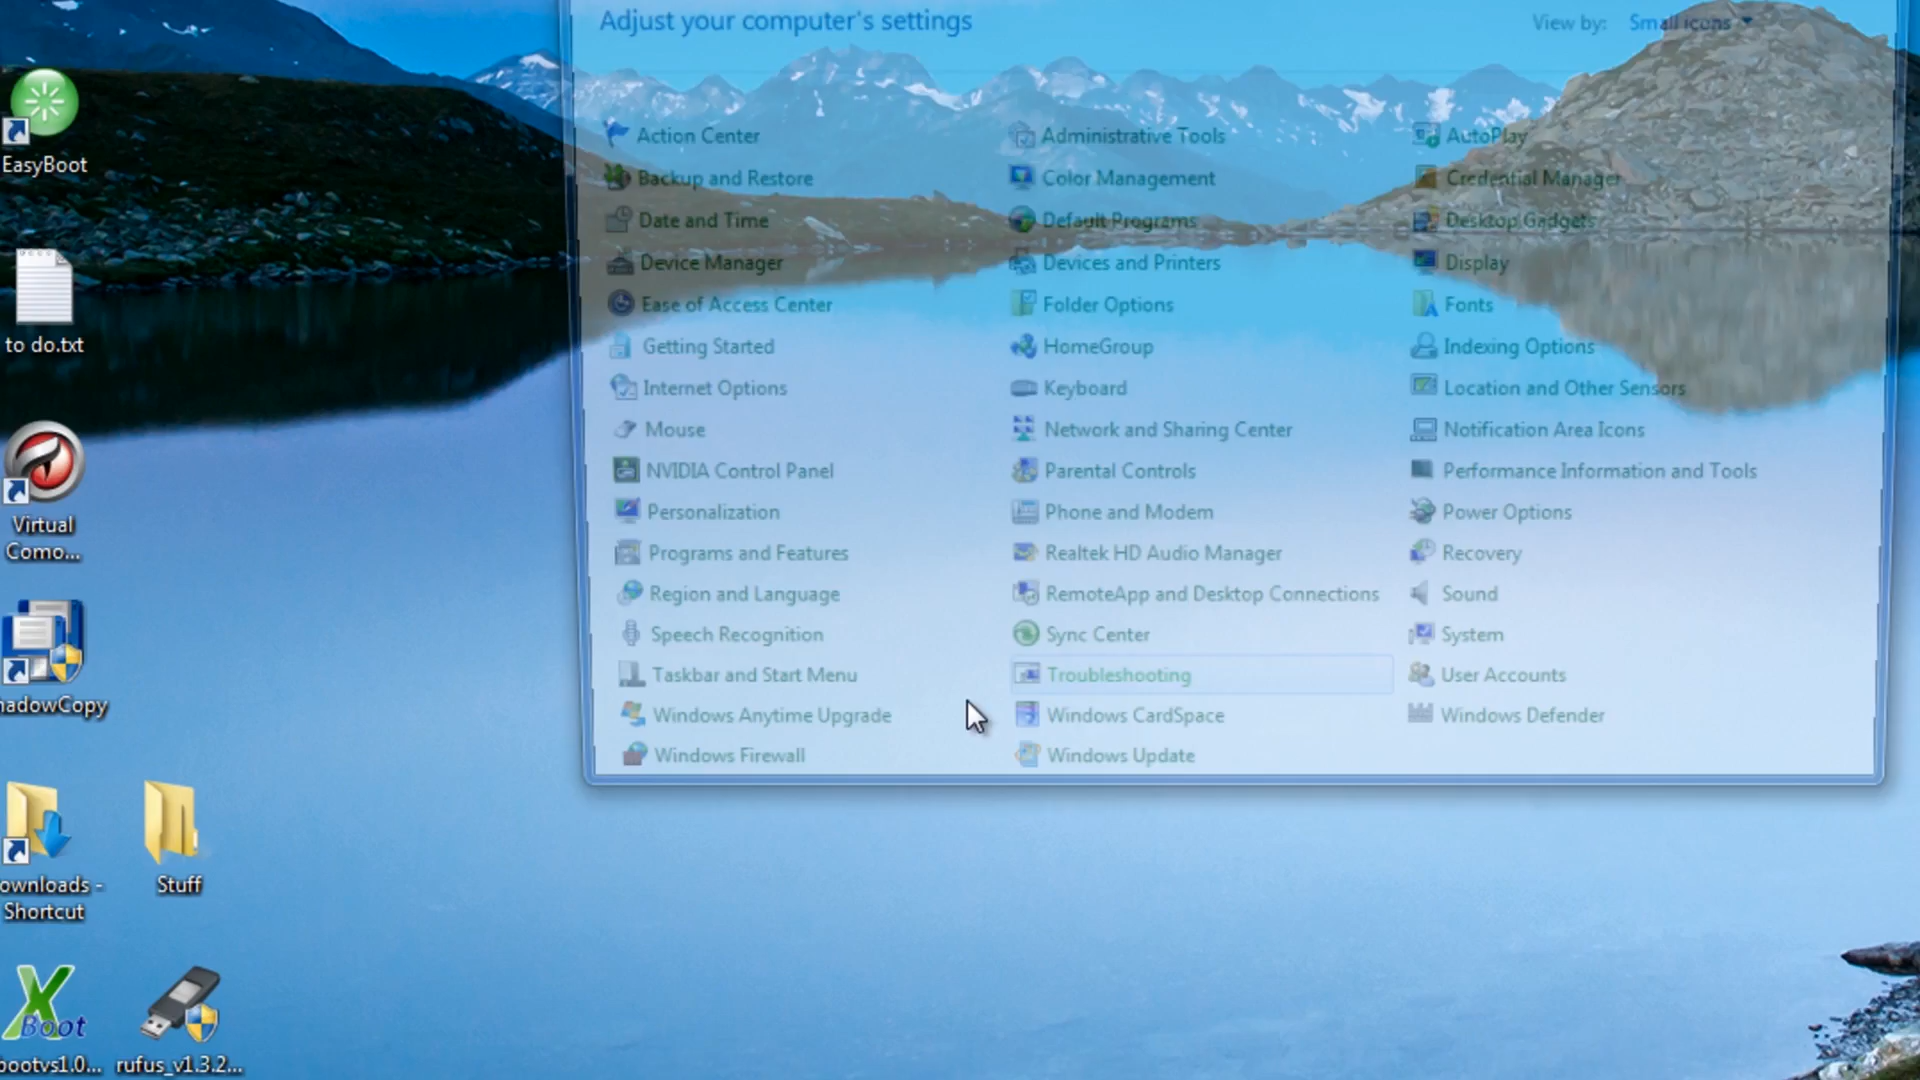 Adjust your computer's settings
View by: Small icons
Action Center
Administrative Tools
AutoPlay
Backup and Restore
Color Management
Credential Manager
Date and Time
Default Programs
Desktop Gadgets
Device Manager
Devices and Printers
Display
Ease of Access Center
Folder Options
Fonts
Getting Started
HomeGroup
Indexing Options
Internet Options
Keyboard
Location and Other Sensors
Mouse
Network and Sharing Center
Notification Area Icons
NVIDIA Control Panel
Parental Controls
Performance Information and Tools
Personalization
Phone and Modem
Power Options
Programs and Features
Realtek HD Audio Manager
Recovery
Region and Language
RemoteApp and Desktop Connections
Sound
Speech Recognition
Sync Center
System
Taskbar and Start Menu
Troubleshooting
User Accounts
Windows Anytime Upgrade
Windows CardSpace
Windows Defender
Windows Firewall
Windows Update
EasyBoot
to do.txt
Virtual
Como...
hadowCopy
ownloads -
Shortcut
Stuff
X
Boot
bootvs1.0...
rufus_v1.3.2...